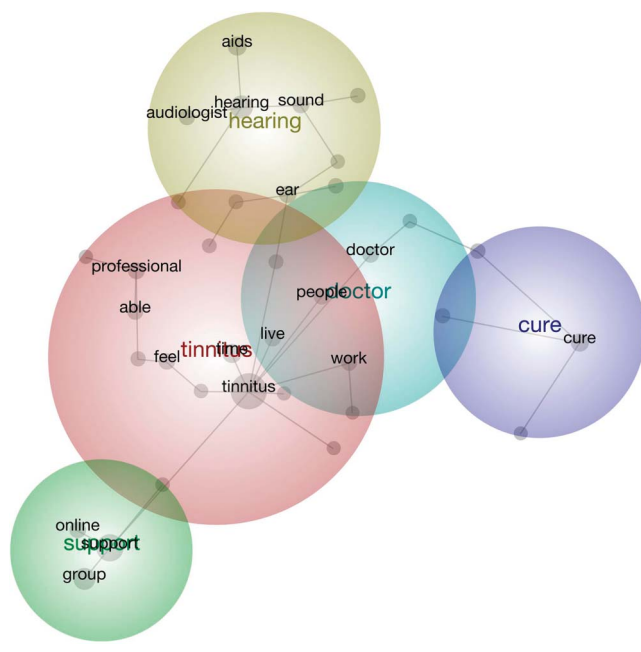 aids
hearing
sound
audiologist
hearing
ear
doctor
professional
people
doctor
able
cure
live
time
tinnitus
cure
feel
work
tinnitus
online
support
support
group